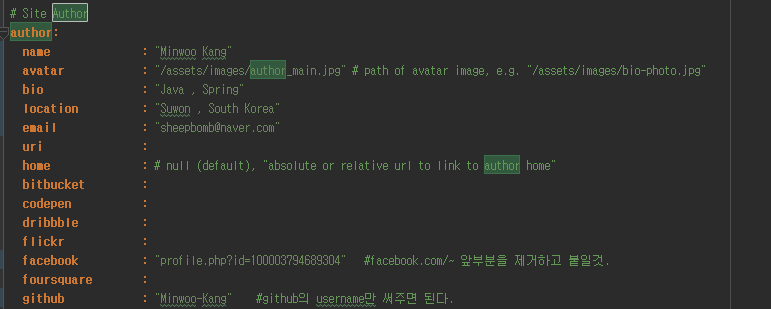 # Site Author
author:
name : "Minwoo Kang"
avatar : "/assets/images/author_main.jpg" # path of avatar image, e.g. "/assets/images/bio-photo.jpg"
bio : "Java , Spring"
location : "Suwon , South Korea"
email : "sheepbomb@naver.com"
uri :
home : # null (default), "absolute or relative url to link to author home"
bitbucket :
codepen :
dribbble :
flickr :
facebook : "profile.php?id=100003794689304" #facebook.com/~ 앞부분을 제거하고 붙일것.
foursquare :
github : "Minwoo-Kang" #github의 username만 써주면 된다.